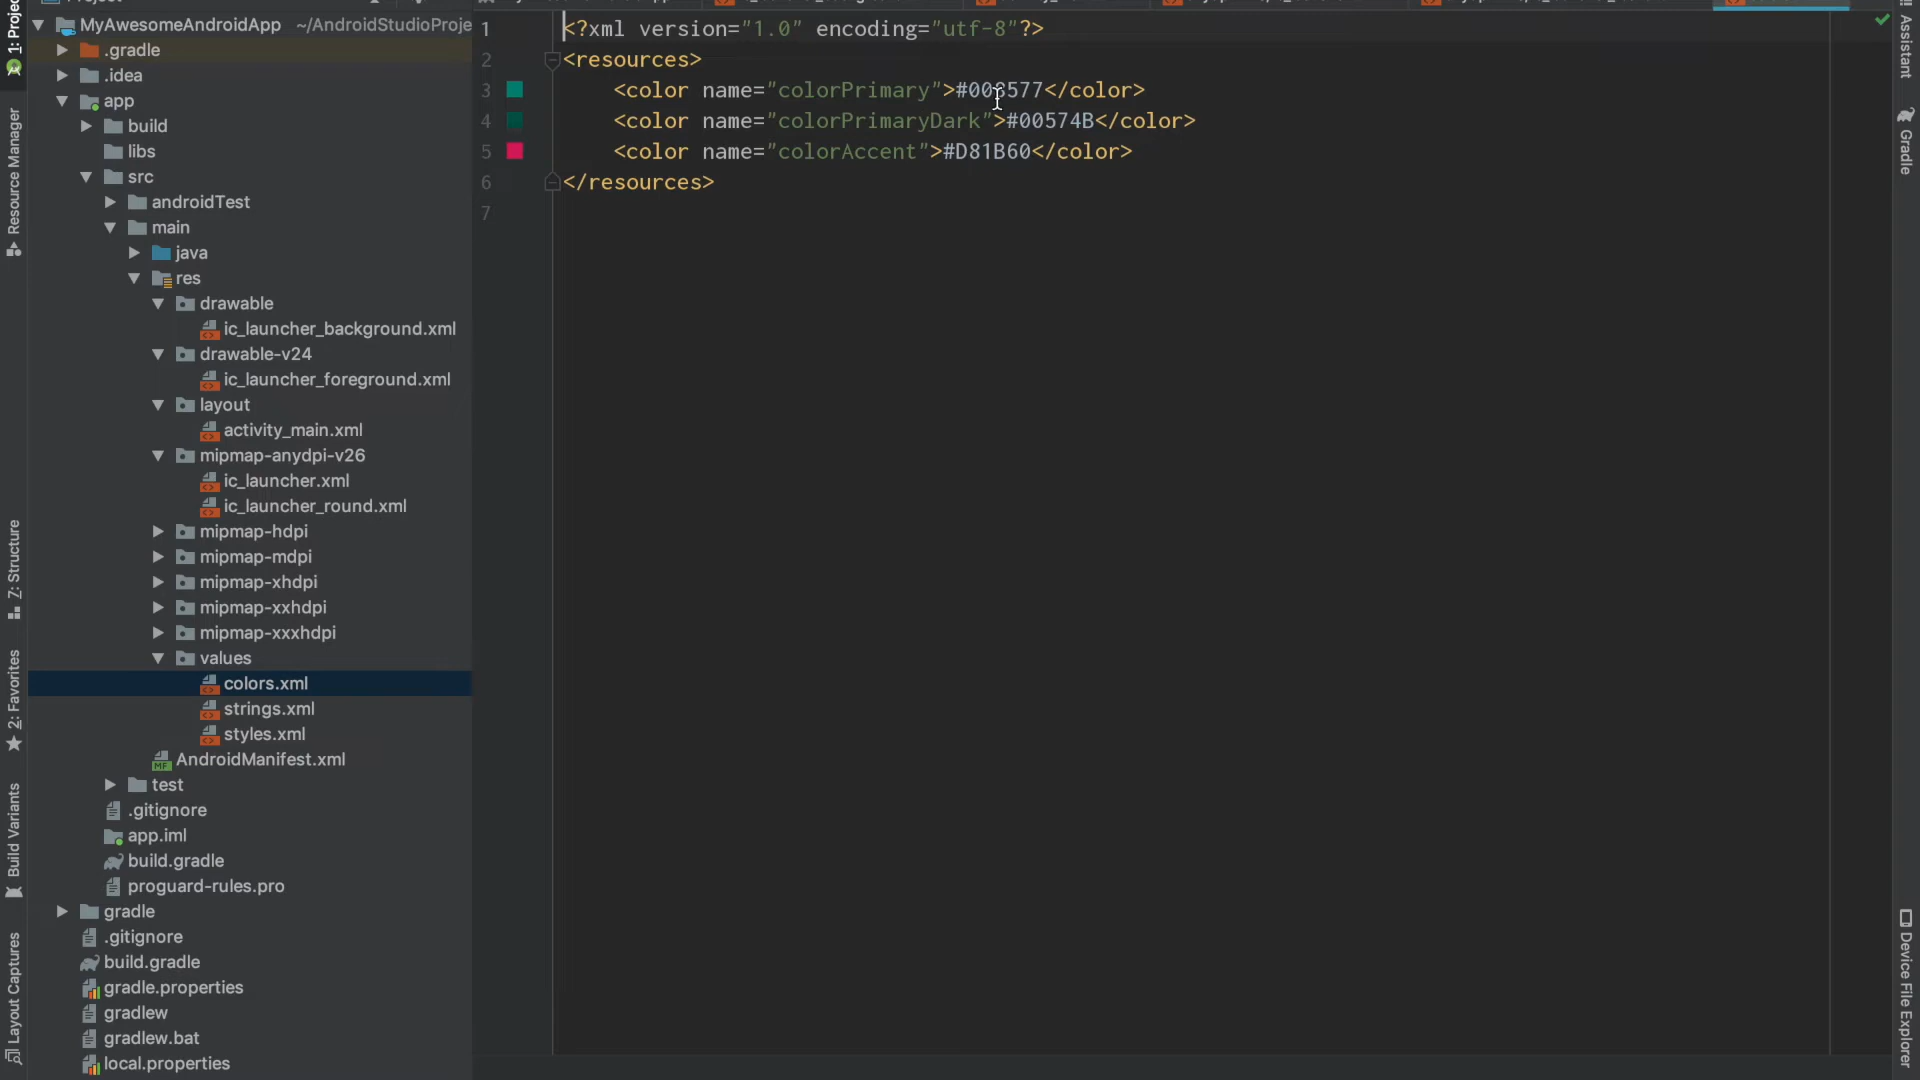 MyAwesomeAndroidApp ~/AndroidStudioProje
.gradle
.idea
app
build
libs
src
androidTest
main
java
res
drawable
ic_launcher_background.xml
drawable-v24
ic_launcher_foreground.xml
layout
activity_main.xml
mipmap-anydpi-v26
ic_launcher.xml
ic_launcher_round.xml
mipmap-hdpi
mipmap-mdpi
mipmap-xhdpi
mipmap-xxhdpi
mipmap-xxxhdpi
values
colors.xml
strings.xml
styles.xml
AndroidManifest.xml
MF
test
.gitignore
app.iml
build.gradle
proguard-rules.pro
gradle
.gitignore
build.gradle
gradle.properties
gradlew
gradlew.bat
local.properties
1 <?xml version="1.0" encoding="utf-8"?>
2 <resources>
3 <color name="colorPrimary">#008577</color>
4 <color name="colorPrimaryDark">#00574B</color>
5 <color name="colorAccent">#D81B60</color>
6 </resources>
7
1: Proje
Resource Manager
Z: Structure
2: Favorites
Build Variants
Layout Captures
Assistant
Gradle
Device File Explorer